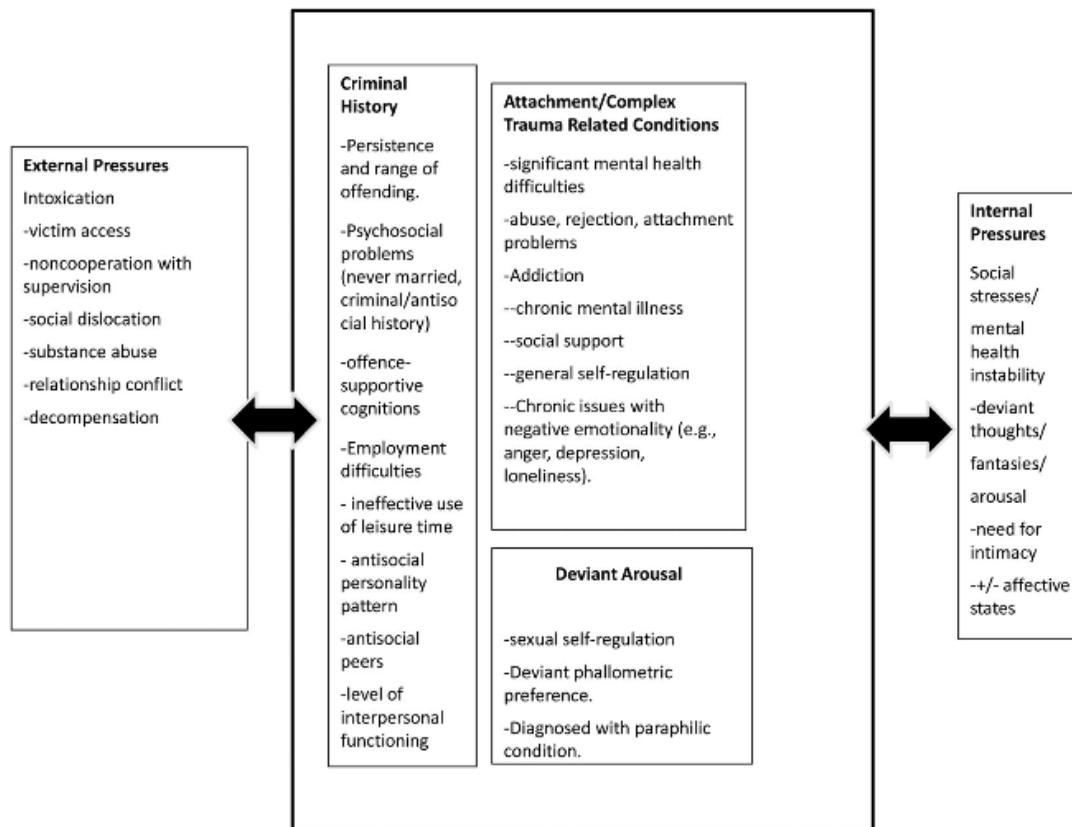 External Pressures
Intoxication
-victim access
-noncooperation with
supervision
-social dislocation
-substance abuse
-relationship conflict
-decompensation
Criminal
History
-Persistence
and range of
offending.
-Psychosocial
problems
(never married,
criminal/antiso
cial history)
-offence-
supportive
cognitions
-Employment
difficulties
- ineffective use
of leisure time
- antisocial
personality
pattern
-antisocial
peers
-level of
interpersonal
functioning
Attachment/Complex
Trauma Related Conditions
-significant mental health
difficulties
-abuse, rejection, attachment
problems
-Addiction
--chronic mental illness
--social support
--general self-regulation
--Chronic issues with
negative emotionality (e.g.,
anger, depression,
loneliness).
Deviant Arousal
-sexual self-regulation
-Deviant phallometric
preference.
-Diagnosed with paraphilic
condition.
Internal
Pressures
Social
stresses/
mental
health
instability
-deviant
thoughts/
fantasies/
arousal
-need for
intimacy
-+/- affective
states